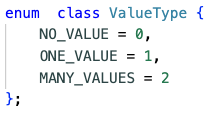 enum  class ValueType {
    NO_VALUE = 0,
    ONE_VALUE = 1,
    MANY_VALUES = 2
};